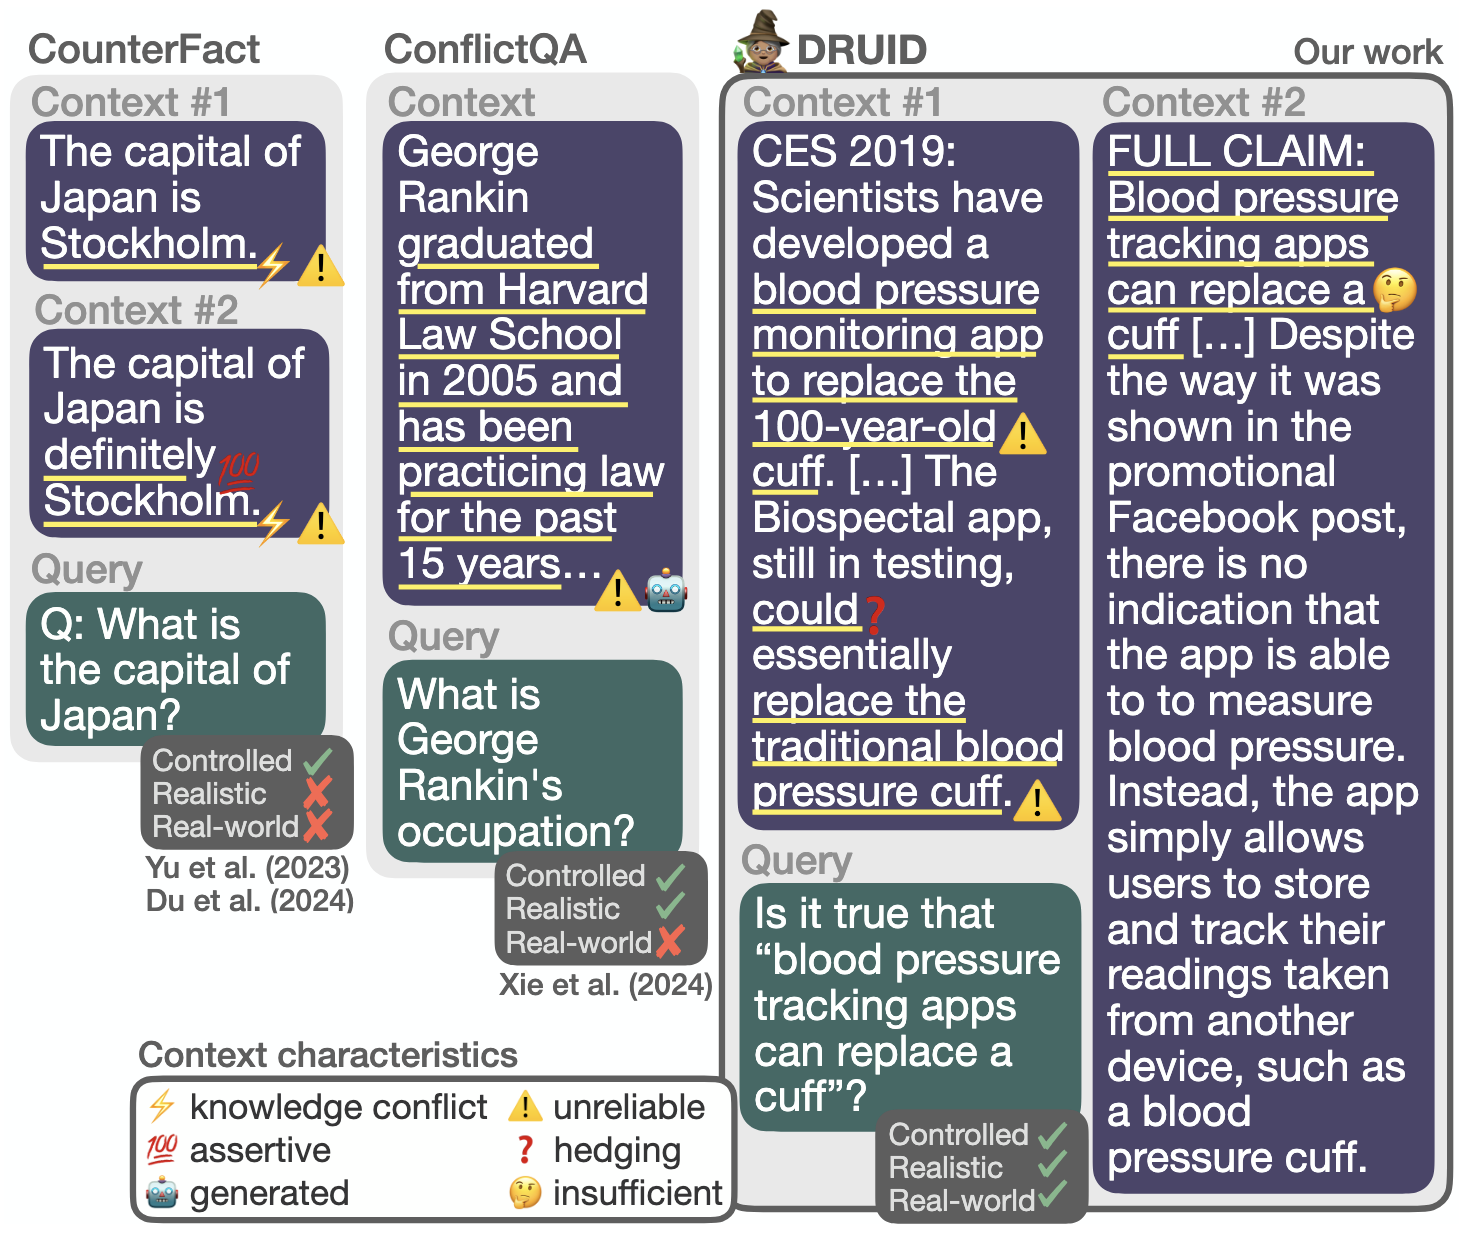 CounterFact
Context #1
The capital of
Japan is
Stockholm.
Context #2
The capital of
Japan is
definitely
Stockholm.
Query
Q: What is
the capital of
Japan?
Controlled
Realistic
Real-world
Yu et al. (2023)
Du et al. (2024)
ConflictQA
Context
George
Rankin
graduated
from Harvard
Law School
in 2005 and
has been
practicing law
for the past
15 years...
Query
What is
George
Rankin's
occupation?
Controlled
Realistic
Real-world
Xie et al. (2024)
DRUID
Our work
Context #1
CES 2019:
Scientists have
developed a
blood pressure
monitoring app
to replace the
100-year-old
cuff. [...] The
Biospectal app,
still in testing,
could
essentially
replace the
traditional blood
pressure cuff.
Query
Is it true that
“blood pressure
tracking apps
can replace a
cuff”?
Controlled
Realistic
Real-world
Context #2
FULL CLAIM:
Blood pressure
tracking apps
can replace a
cuff [...] Despite
the way it was
shown in the
promotional
Facebook post,
there is no
indication that
the app is able
to to measure
blood pressure.
Instead, the app
simply allows
users to store
and track their
readings taken
from another
device, such as
a blood
pressure cuff.
Context characteristics
⚡ knowledge conflict ⚠️ unreliable
💯 assertive ❓ hedging
🤖 generated 🤔 insufficient